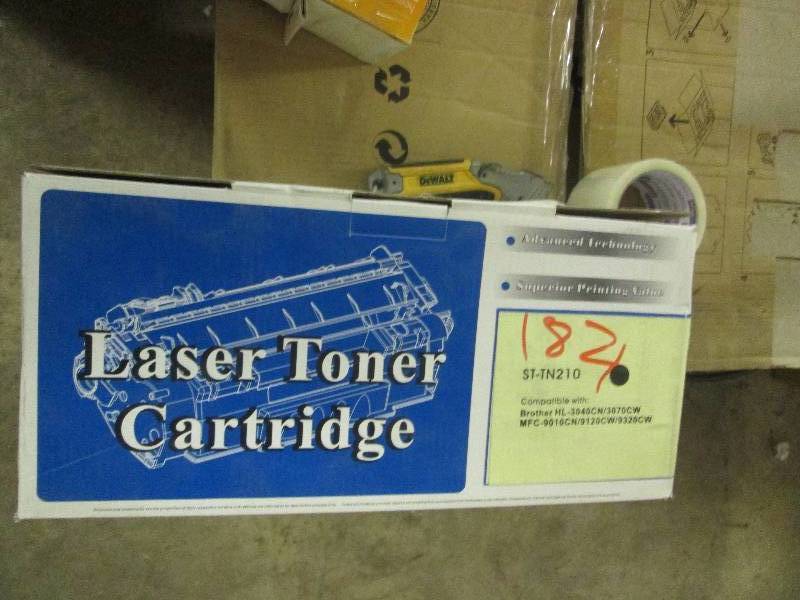 DEWALT
Laser Toner
Cartridge
Advanced Technology
Superior Printing Value
182
ST-TN210
Compatible with:
Brother HL-3040CN/3070CW
MFC-9010CN/9120CW/9320CW